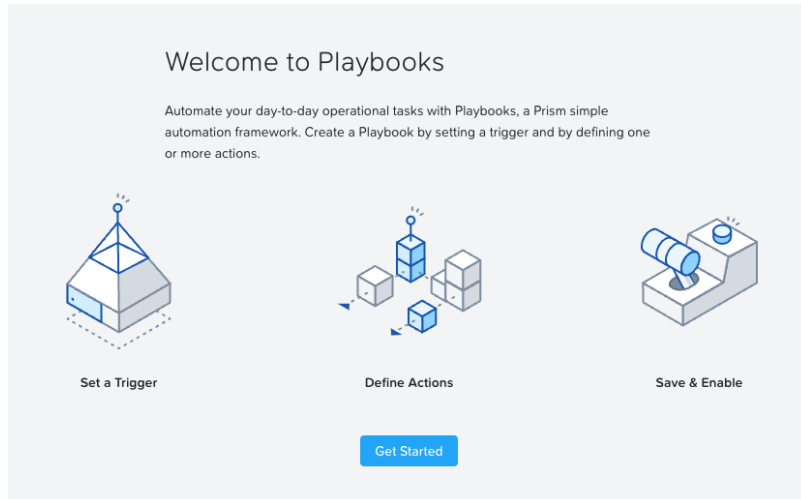 Welcome to Playbooks
Automate your day-to-day operational tasks with Playbooks, a Prism simple
automation framework. Create a Playbook by setting a trigger and by defining one
or more actions.
Set a Trigger
Define Actions
Save & Enable
Get Started